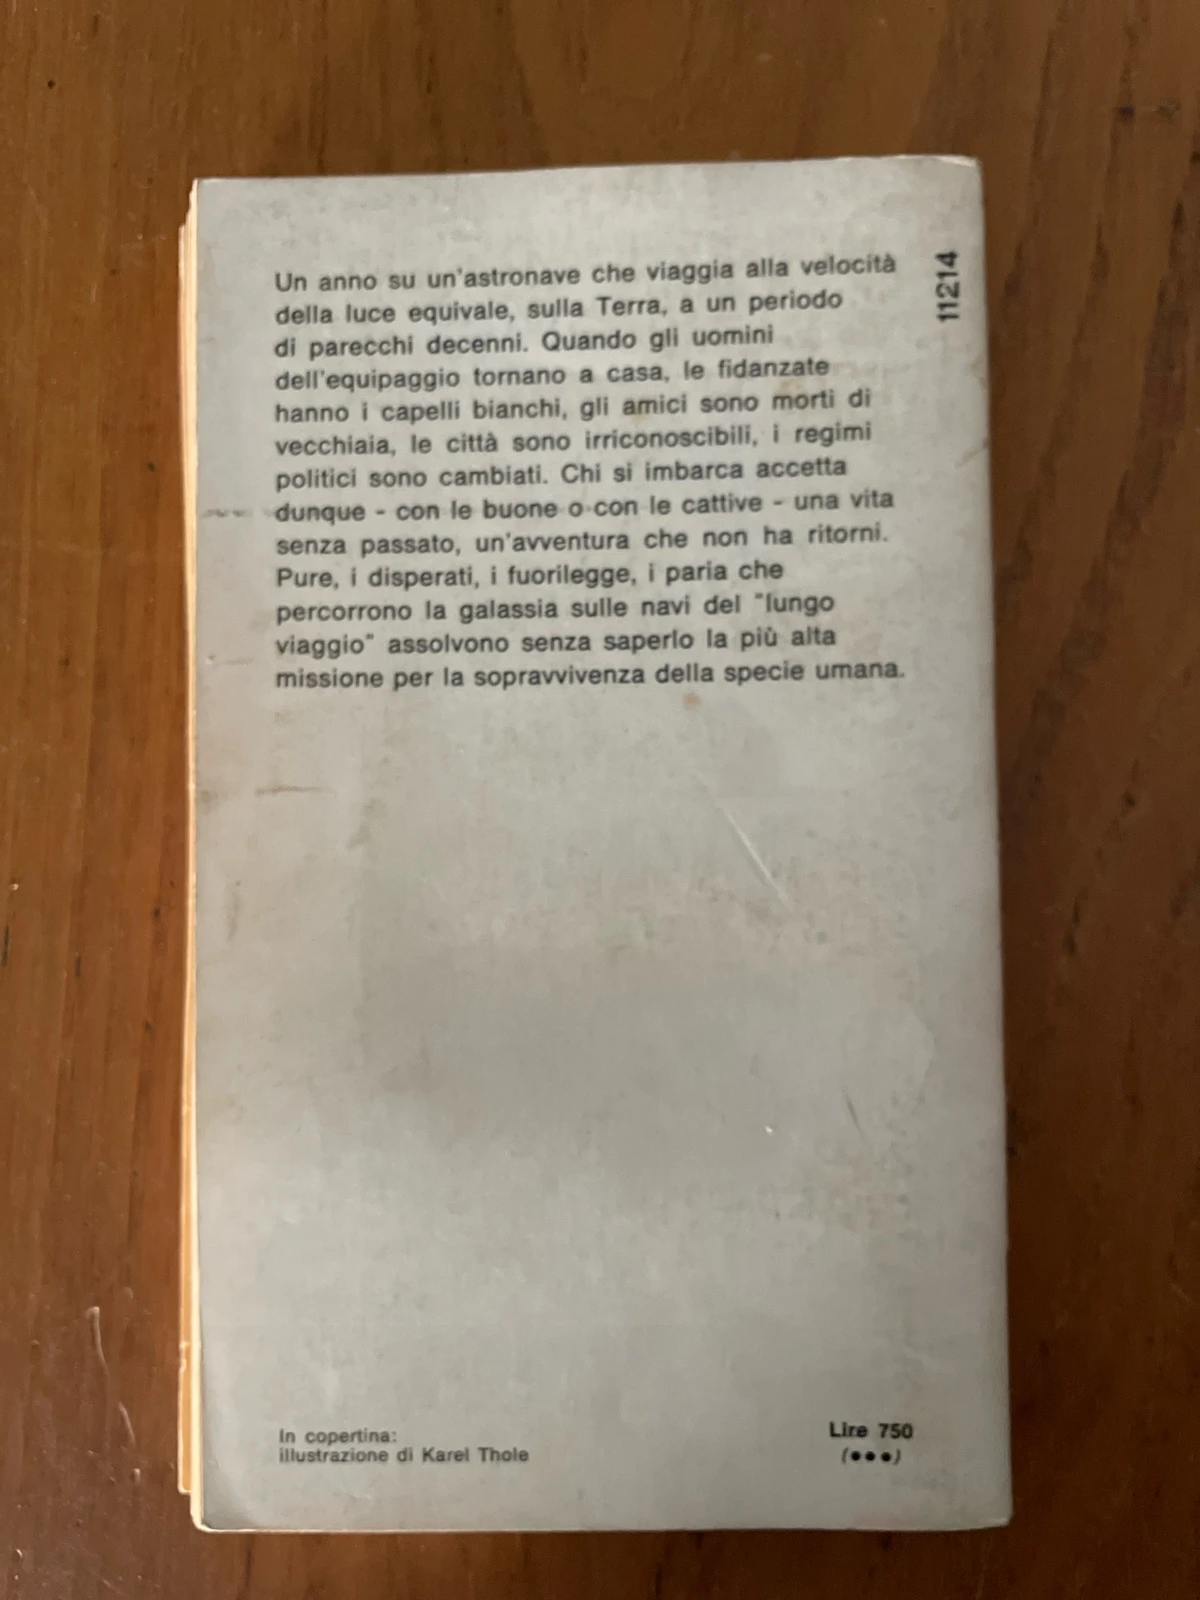 Un anno su un'astronave che viaggia alla velocità
della luce equivale, sulla Terra, a un periodo
di parecchi decenni. Quando gli uomini
dell'equipaggio tornano a casa, le fidanzate
hanno i capelli bianchi, gli amici sono morti di
vecchiaia, le città sono irriconoscibili, i regimi
politici sono cambiati. Chi si imbarca accetta
dunque - con le buone o con le cattive - una vita
senza passato, un'avventura che non ha ritorni.
Pure, i disperati, i fuorilegge, i paria che
percorrono la galassia sulle navi del "lungo
viaggio" assolvono senza saperlo la più alta
missione per la sopravvivenza della specie umana.
11214
In copertina:
illustrazione di Karel Thole
Lire 750
(●●●)